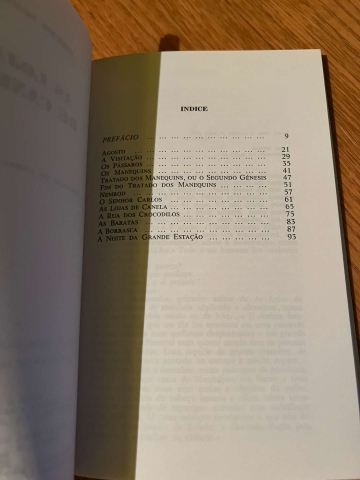 INDICE
PREFÁCIO ... ... ... ... ... ... ... ... ... ... 9
AGOSTO ... ... ... ... ... ... ... ... ... ... 21
A VISITAÇÃO ... ... ... ... ... ... ... ... ... 29
OS PÁSSAROS ... ... ... ... ... ... ... ... ... 35
OS MANEQUINS ... ... ... ... ... ... ... ... 41
TRATADO DOS MANEQUINS, OU O SEGUNDO GÉNESIS 47
FIM DO TRATADO DOS MANEQUINS ... ... ... ... 51
NEMROD ... ... ... ... ... ... ... ... ... ... 57
O SENHOR CARLOS ... ... ... ... ... ... ... 61
AS LOJAS DE CANELA ... ... ... ... ... ... ... 65
A RUA DOS CROCODILOS ... ... ... ... ... ... 75
AS BARATAS ... ... ... ... ... ... ... ... ... 83
A BORRASCA ... ... ... ... ... ... ... ... ... 87
A NOITE DA GRANDE ESTAÇÃO ... ... ... ... ... 93